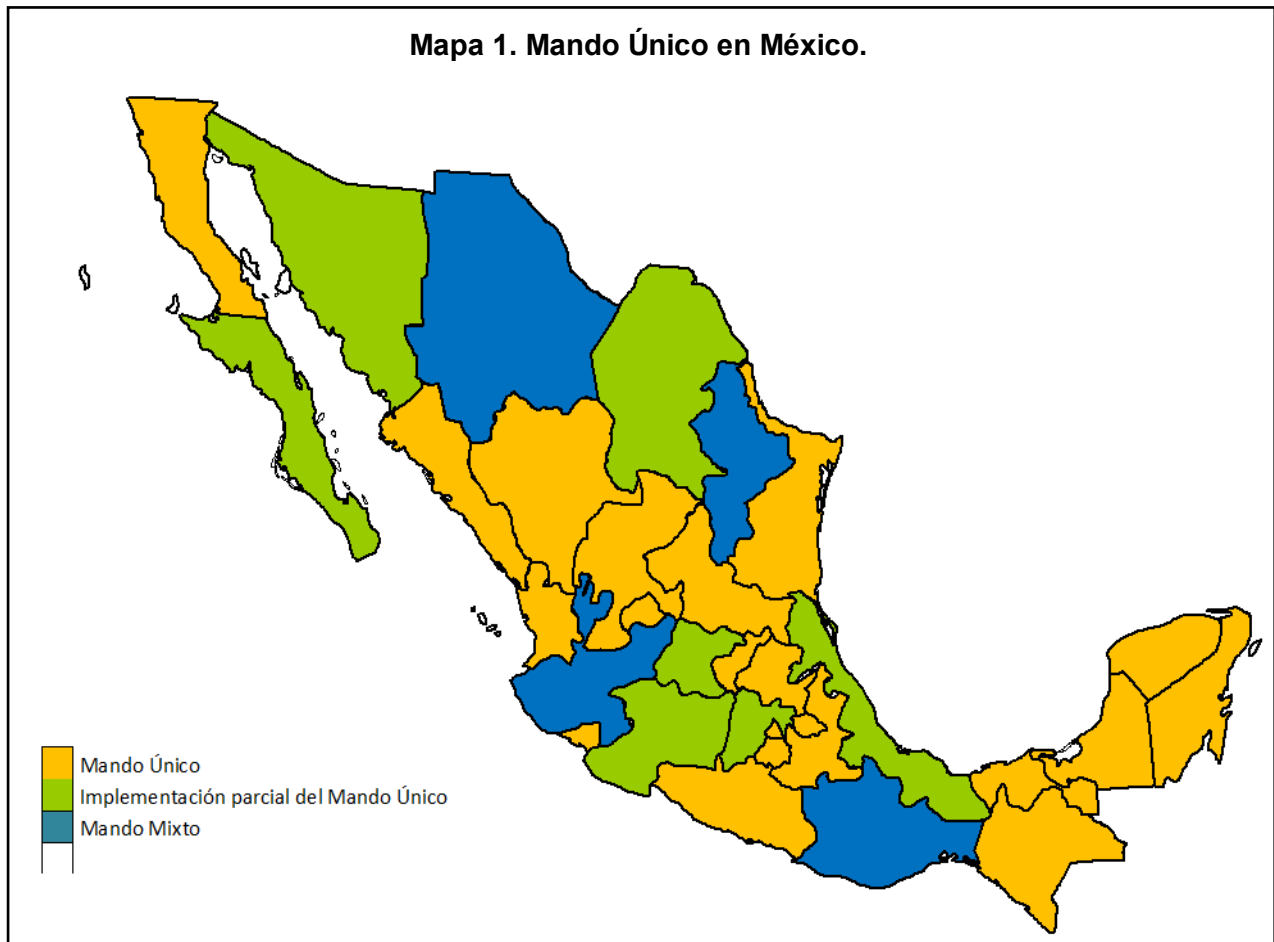 Mapa 1. Mando Único en México.
Mando Único
Implementación parcial del Mando Único
Mando Mixto